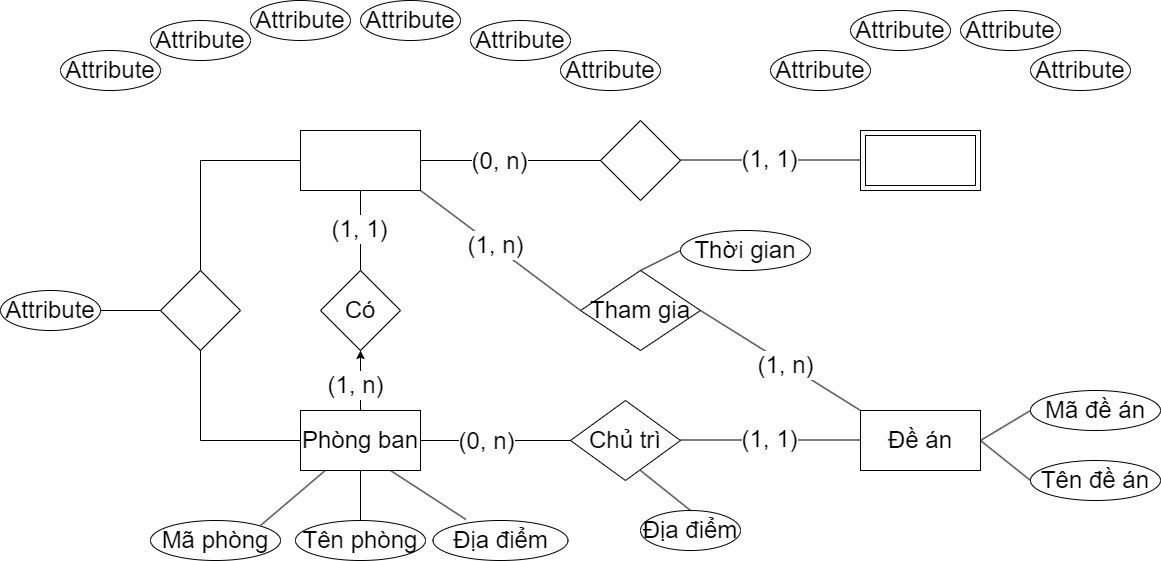 Attribute
Attribute
Attribute
Attribute
Attribute
Attribute
Attribute
Attribute
Attribute
Attribute
(0, n)
(1, 1)
(1, 1)
(1, n)
Thời gian
Attribute
Có
Tham gia
(1, n)
(1, n)
Phòng ban
(0, n)
Chủ trì
(1, 1)
Đề án
Mã đề án
Tên đề án
Mã phòng
Tên phòng
Địa điểm
Địa điểm